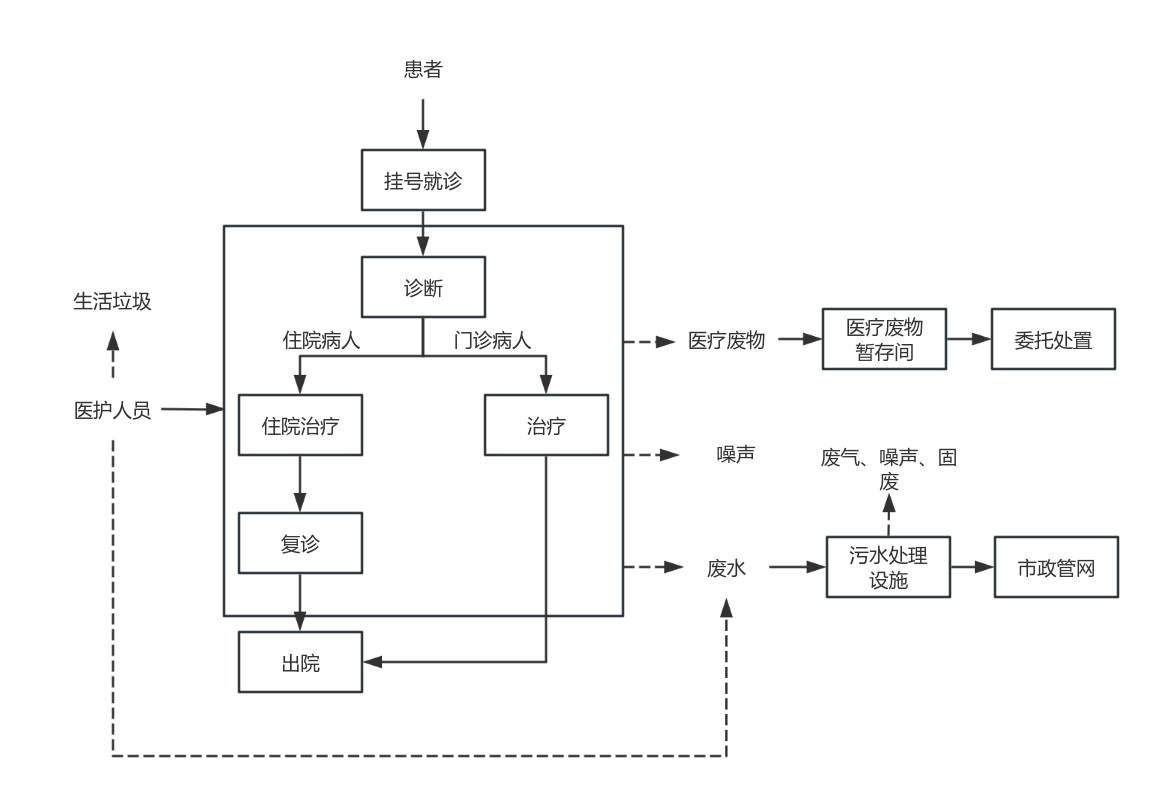 患者
挂号就诊
诊断
住院病人
门诊病人
生活垃圾
医护人员
住院治疗
治疗
复诊
出院
医疗废物
医疗废物
暂存间
委托处置
噪声
废气、噪声、固
废
废水
污水处理
设施
市政管网